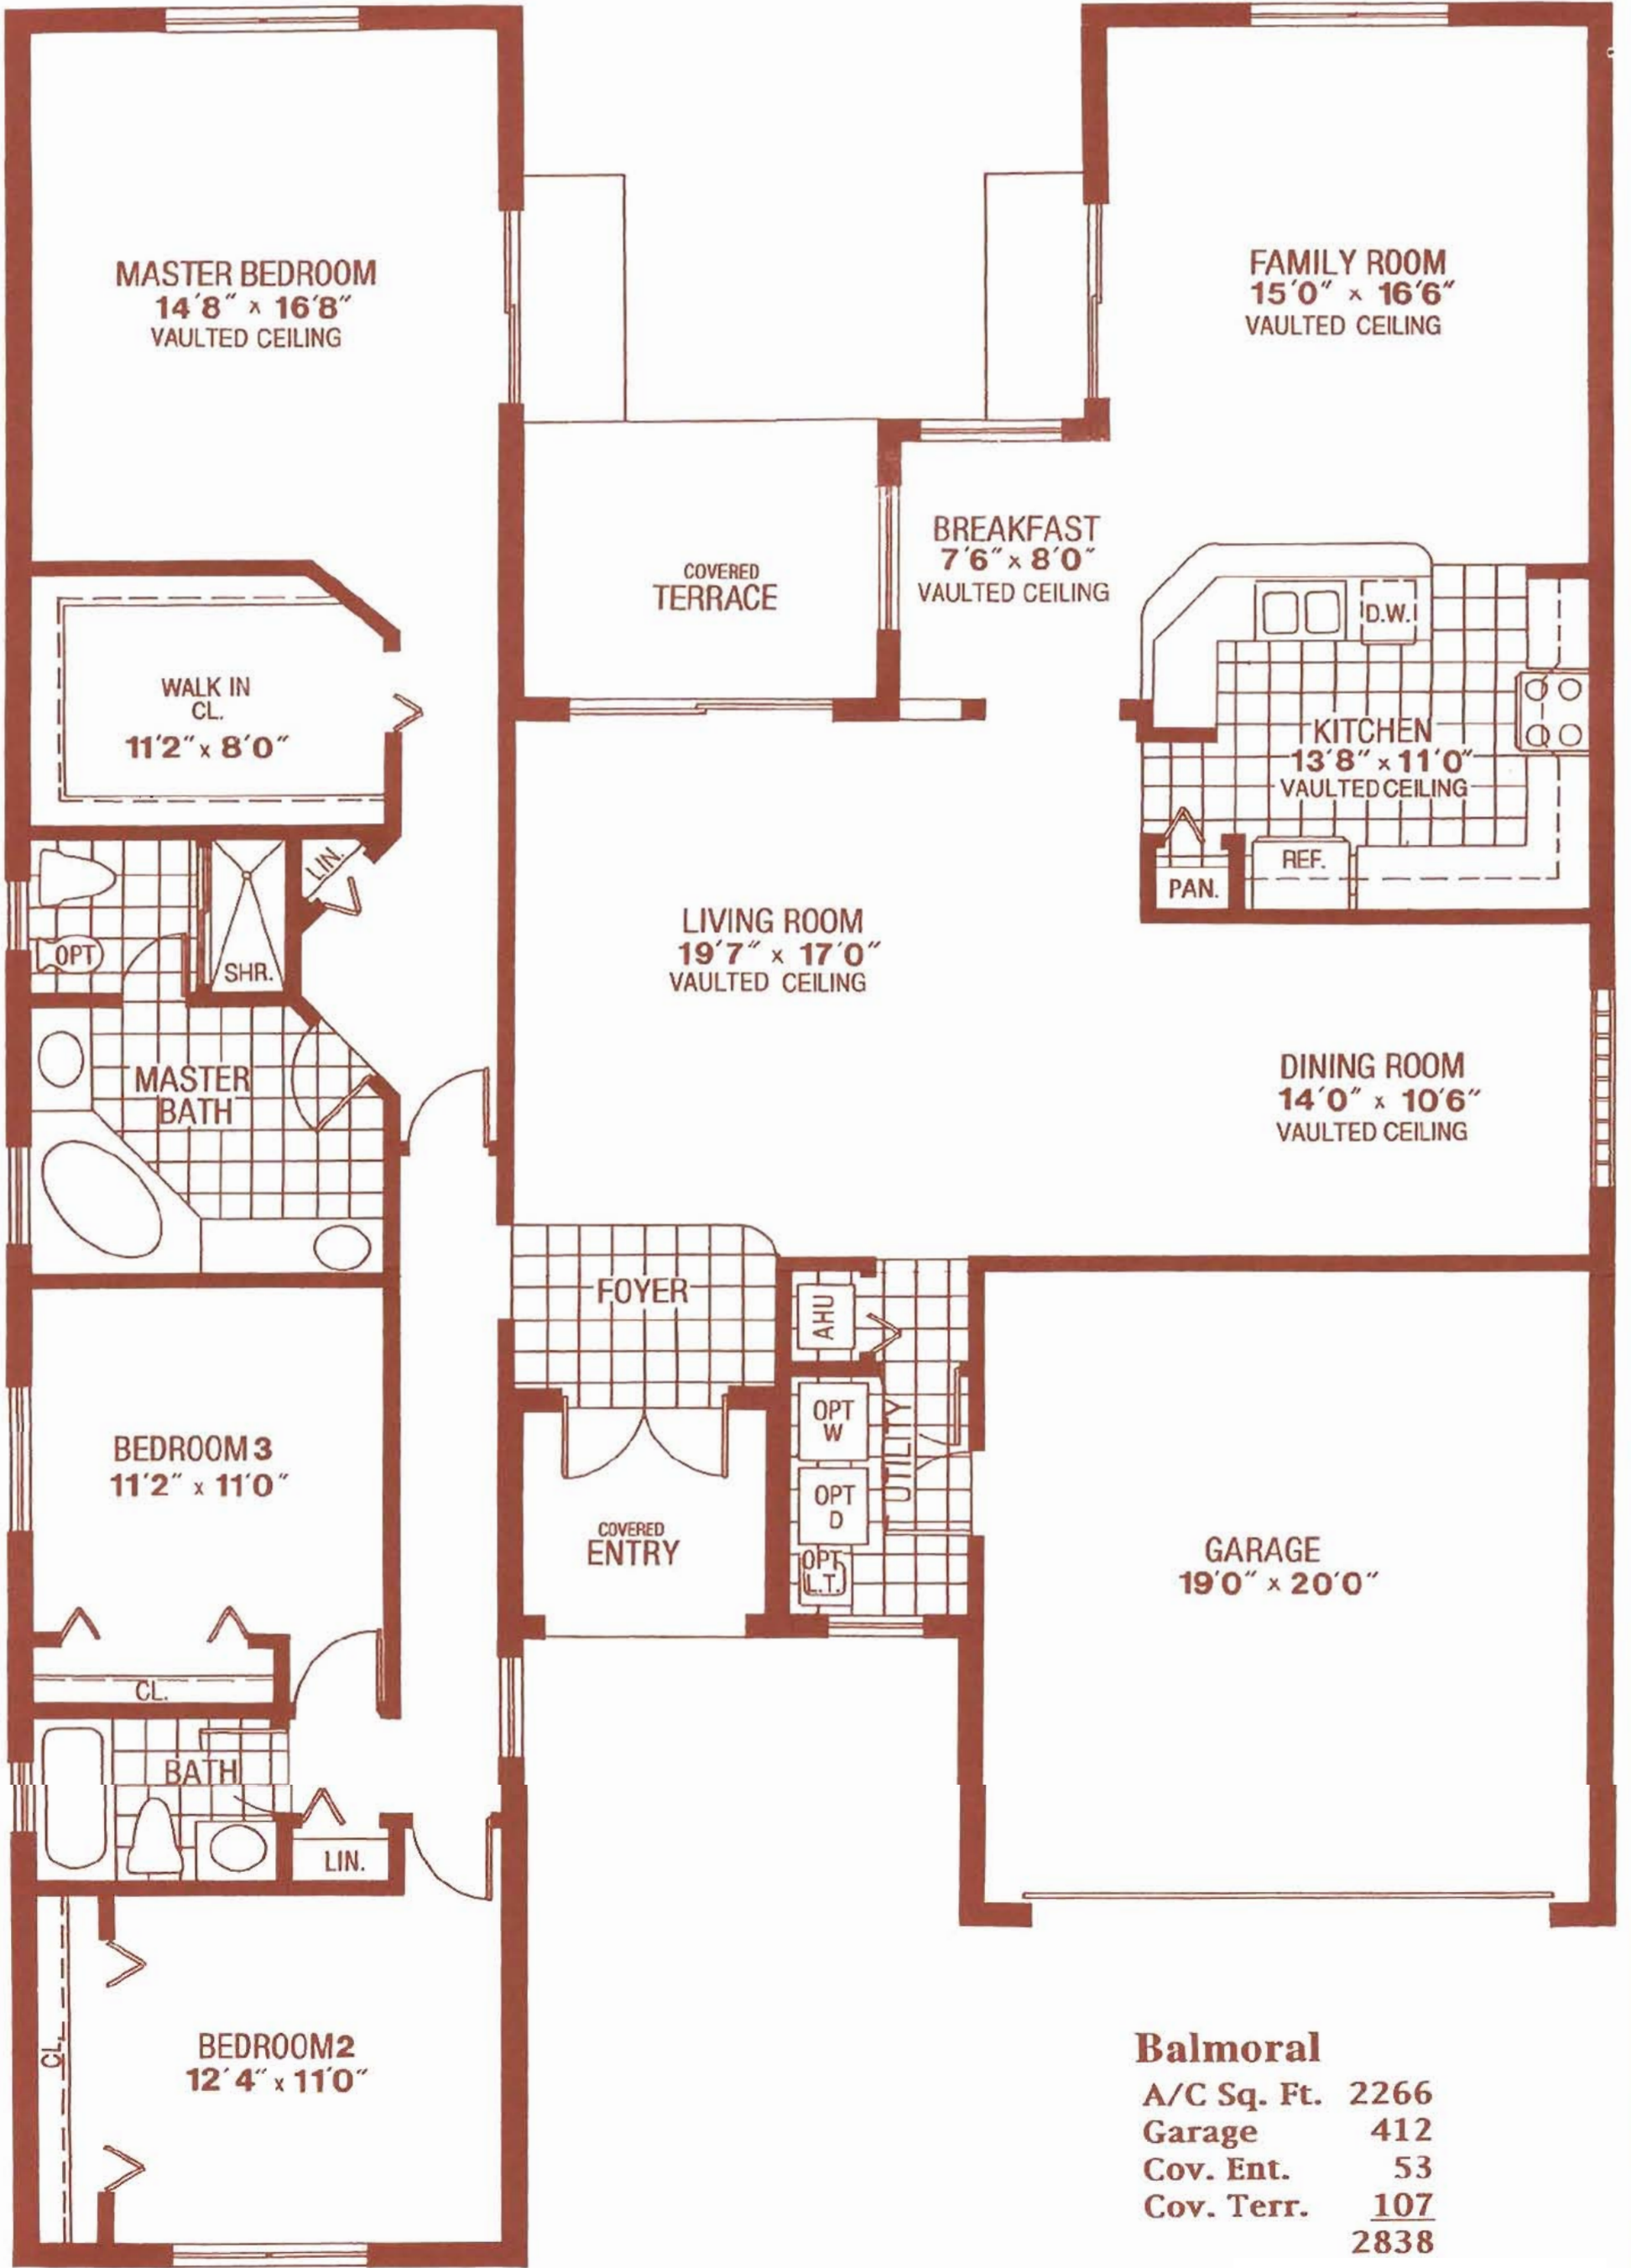 MASTER BEDROOM
14'8" x 16'8"
VAULTED CEILING
FAMILY ROOM
15'0" x 16'6"
VAULTED CEILING
COVERED
TERRACE
BREAKFAST
7'6" x 8'0"
VAULTED CEILING
D.W.
WALK IN
CL.
11'2" x 8'0"
KITCHEN
13'8" x 11'0"
VAULTED CEILING
LIN.
OPT
SHR.
REF.
PAN.
LIVING ROOM
19'7" x 17'0"
VAULTED CEILING
MASTER
BATH
DINING ROOM
14'0" x 10'6"
VAULTED CEILING
FOYER
AHU
OPT
W
UTILITY
OPT
D
OPT
L.T.
BEDROOM 3
11'2" x 11'0"
COVERED
ENTRY
GARAGE
19'0" x 20'0"
CL.
BATH
LIN.
CL.
BEDROOM 2
12'4" x 11'0"
Balmoral
A/C Sq. Ft. 2266
Garage 412
Cov. Ent. 53
Cov. Terr. 107
2838